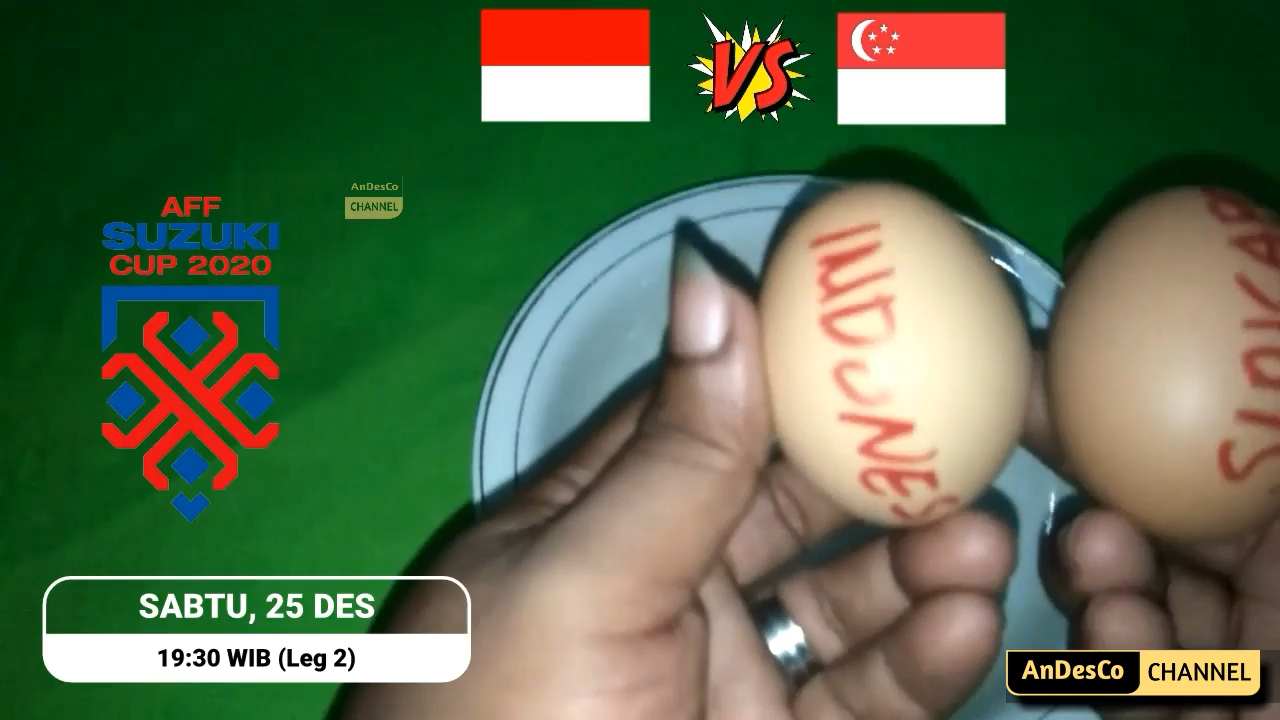 VS
AnDesCo
CHANNEL
AFF
SUZUKI
CUP 2020
INDONES
SABTU, 25 DES
19:30 WIB (Leg 2)
AnDesCo CHANNEL